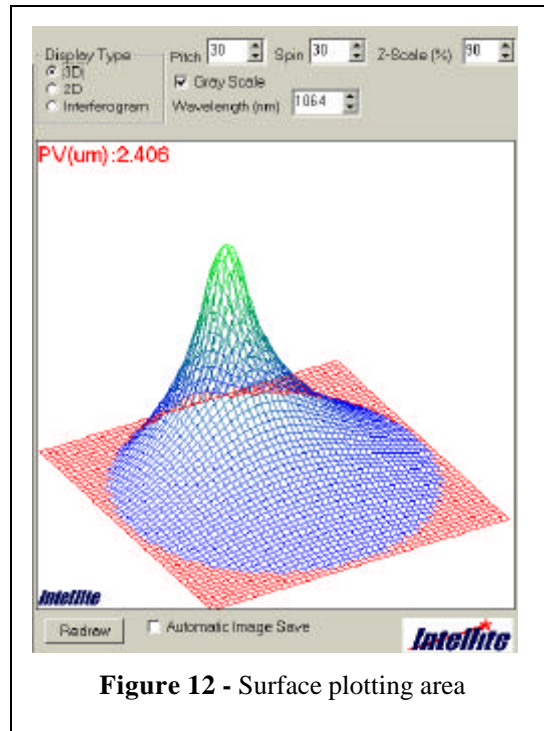 Display Type
3D
2D
Interferogram
Pitch 30 Spin 30 Z-Scale (%) 90
Gray Scale
Wavelength (nm) 1064
PV(um):2.406
Intellite
Redraw Automatic Image Save Intellite
Figure 12 - Surface plotting area